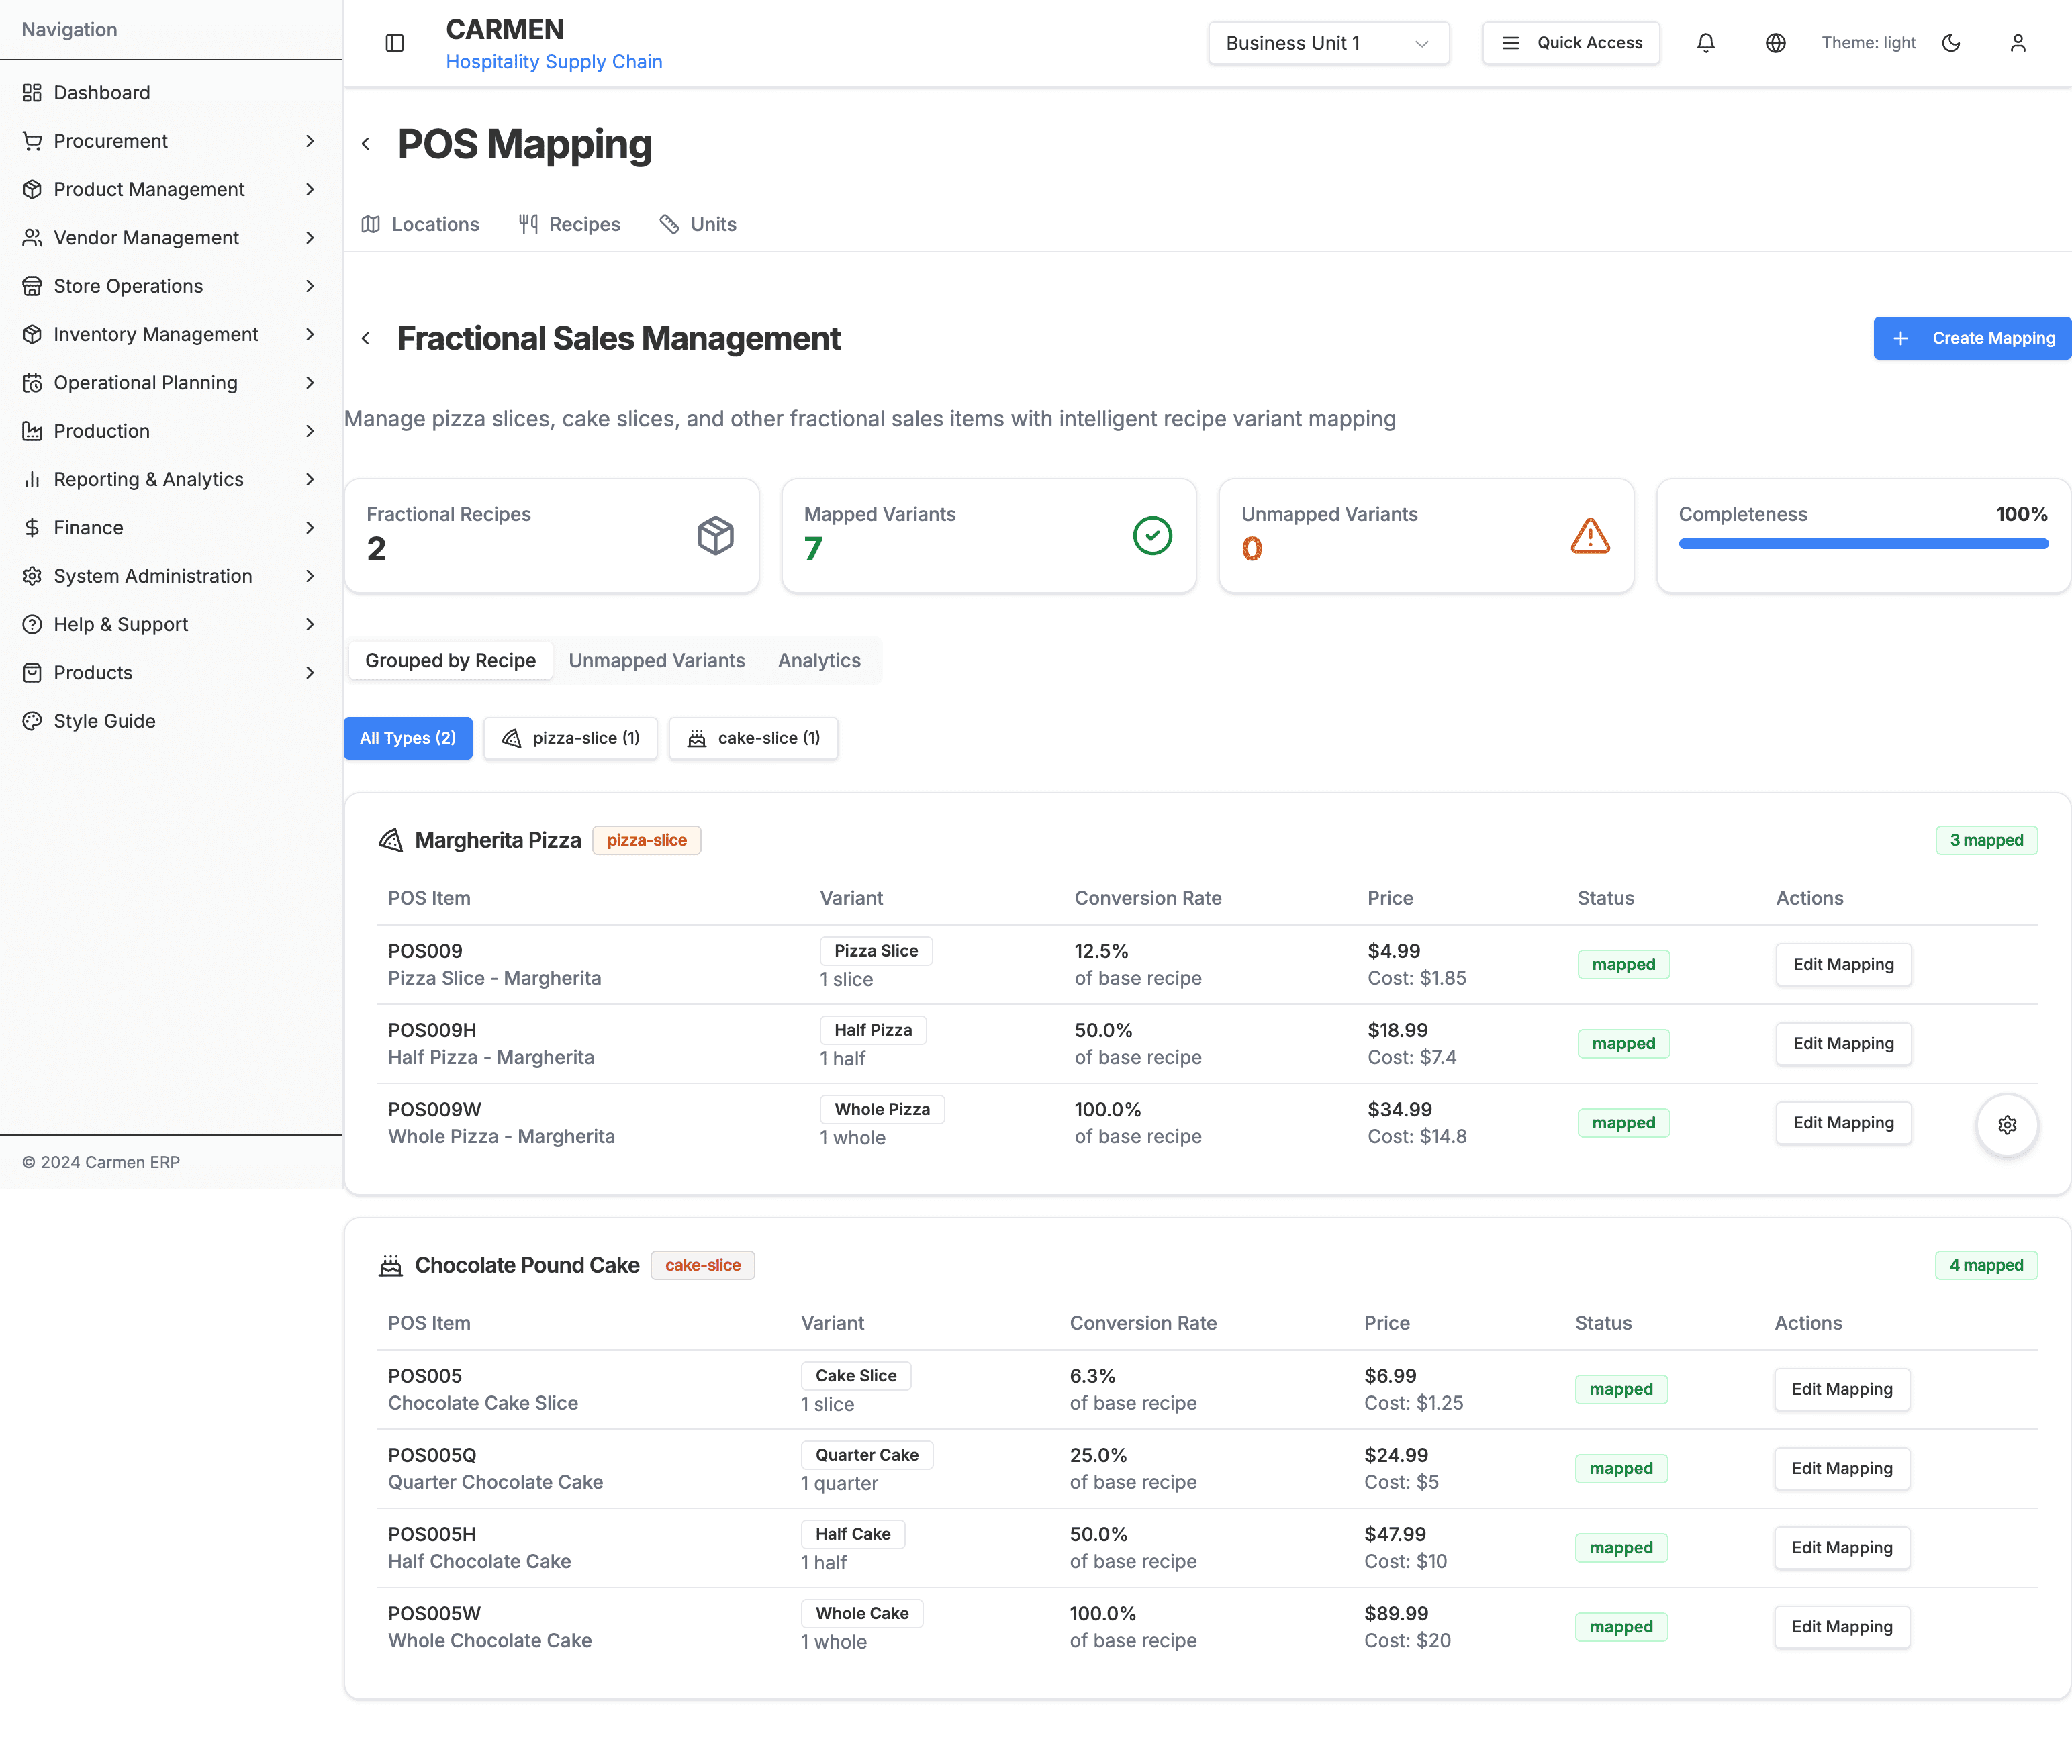 Navigation
Dashboard
Procurement
Product Management
Vendor Management
Store Operations
Inventory Management
Operational Planning
Production
Reporting & Analytics
Finance
System Administration
Help & Support
Products
Style Guide
© 2024 Carmen ERP
CARMEN
Hospitality Supply Chain
Business Unit 1
Quick Access
Theme: light
POS Mapping
Locations
Recipes
Units
Fractional Sales Management
Create Mapping
Manage pizza slices, cake slices, and other fractional sales items with intelligent recipe variant mapping
Fractional Recipes
2
Mapped Variants
7
Unmapped Variants
0
Completeness 100%
Grouped by Recipe
Unmapped Variants
Analytics
All Types (2)
pizza-slice (1)
cake-slice (1)
Margherita Pizza pizza-slice 3 mapped
POS Item Variant Conversion Rate Price Status Actions
POS009 Pizza Slice 12.5% $4.99 mapped Edit Mapping
Pizza Slice - Margherita 1 slice of base recipe Cost: $1.85
POS009H Half Pizza 50.0% $18.99 mapped Edit Mapping
Half Pizza - Margherita 1 half of base recipe Cost: $7.4
POS009W Whole Pizza 100.0% $34.99 mapped Edit Mapping
Whole Pizza - Margherita 1 whole of base recipe Cost: $14.8
Chocolate Pound Cake cake-slice 4 mapped
POS Item Variant Conversion Rate Price Status Actions
POS005 Cake Slice 6.3% $6.99 mapped Edit Mapping
Chocolate Cake Slice 1 slice of base recipe Cost: $1.25
POS005Q Quarter Cake 25.0% $24.99 mapped Edit Mapping
Quarter Chocolate Cake 1 quarter of base recipe Cost: $5
POS005H Half Cake 50.0% $47.99 mapped Edit Mapping
Half Chocolate Cake 1 half of base recipe Cost: $10
POS005W Whole Cake 100.0% $89.99 mapped Edit Mapping
Whole Chocolate Cake 1 whole of base recipe Cost: $20